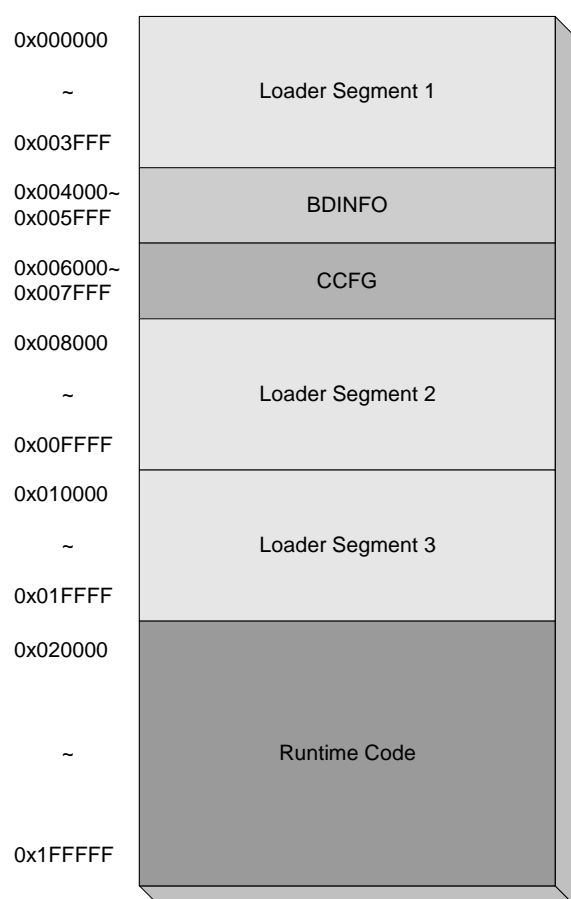 0x000000
~
0x003FFF
Loader Segment 1
0x004000~
0x005FFF
BDINFO
0x006000~
0x007FFF
CCFG
0x008000
~
0x00FFFF
Loader Segment 2
0x010000
~
0x01FFFF
Loader Segment 3
0x020000
~
0x1FFFFF
Runtime Code